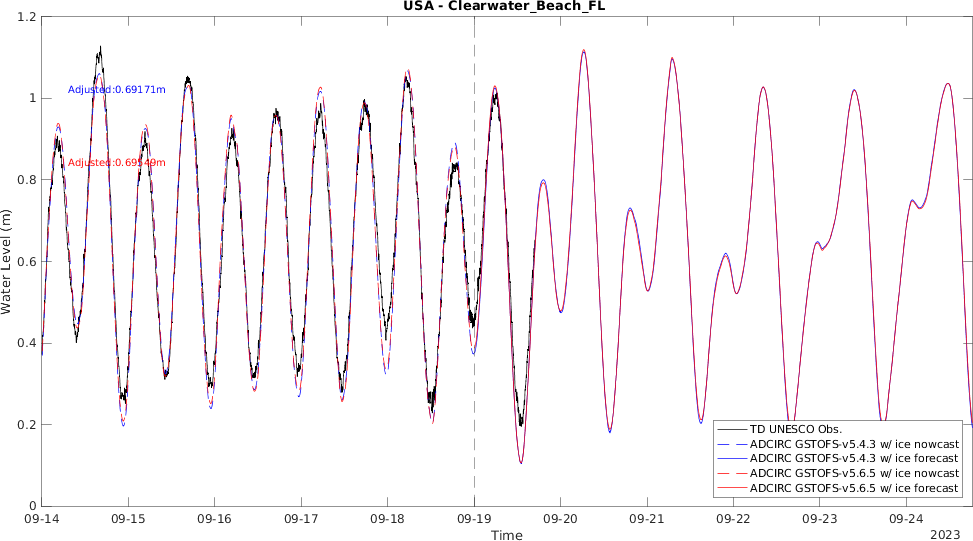 USA - Clearwater_Beach_FL
Water Level (m)
1.2
1
0.8
0.6
0.4
0.2
0
Adjusted:0.69171m
Adjusted:0.69549m
TD UNESCO Obs.
ADCIRC GSTOFS-v5.4.3 w/ ice nowcast
ADCIRC GSTOFS-v5.4.3 w/ ice forecast
ADCIRC GSTOFS-v5.6.5 w/ ice nowcast
ADCIRC GSTOFS-v5.6.5 w/ ice forecast
09-14 09-15 09-16 09-17 09-18 09-19 09-20 09-21 09-22 09-23 09-24
Time
2023